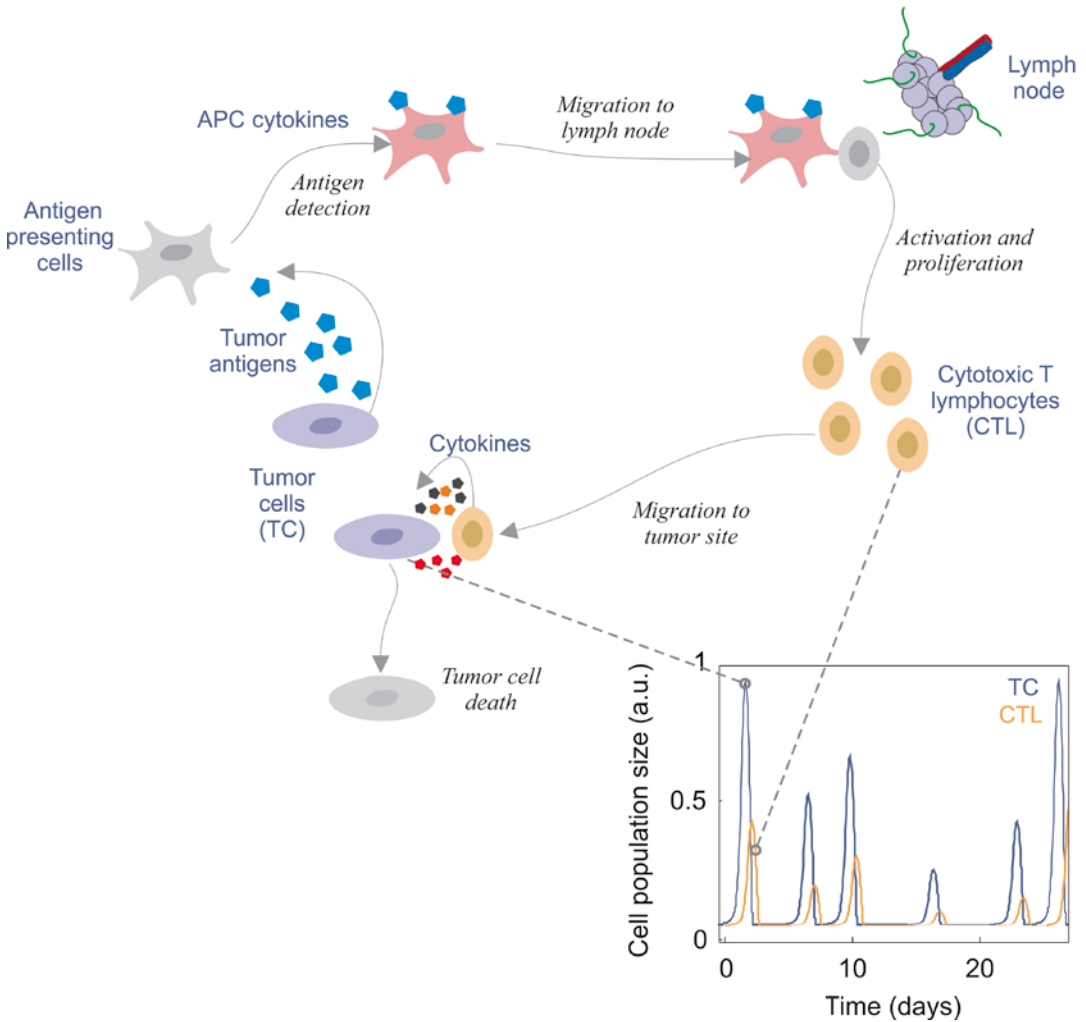 Lymph
node
APC cytokines
Migration to
lymph node
Antigen
detection
Antigen
presenting
cells
Activation and
proliferation
Tumor
antigens
Cytotoxic T
lymphocytes
(CTL)
Cytokines
Tumor
cells
(TC)
Migration to
tumor site
Tumor cell
death
Cell population size (a.u.)
1
0.5
0
TC
CTL
0
10
20
Time (days)